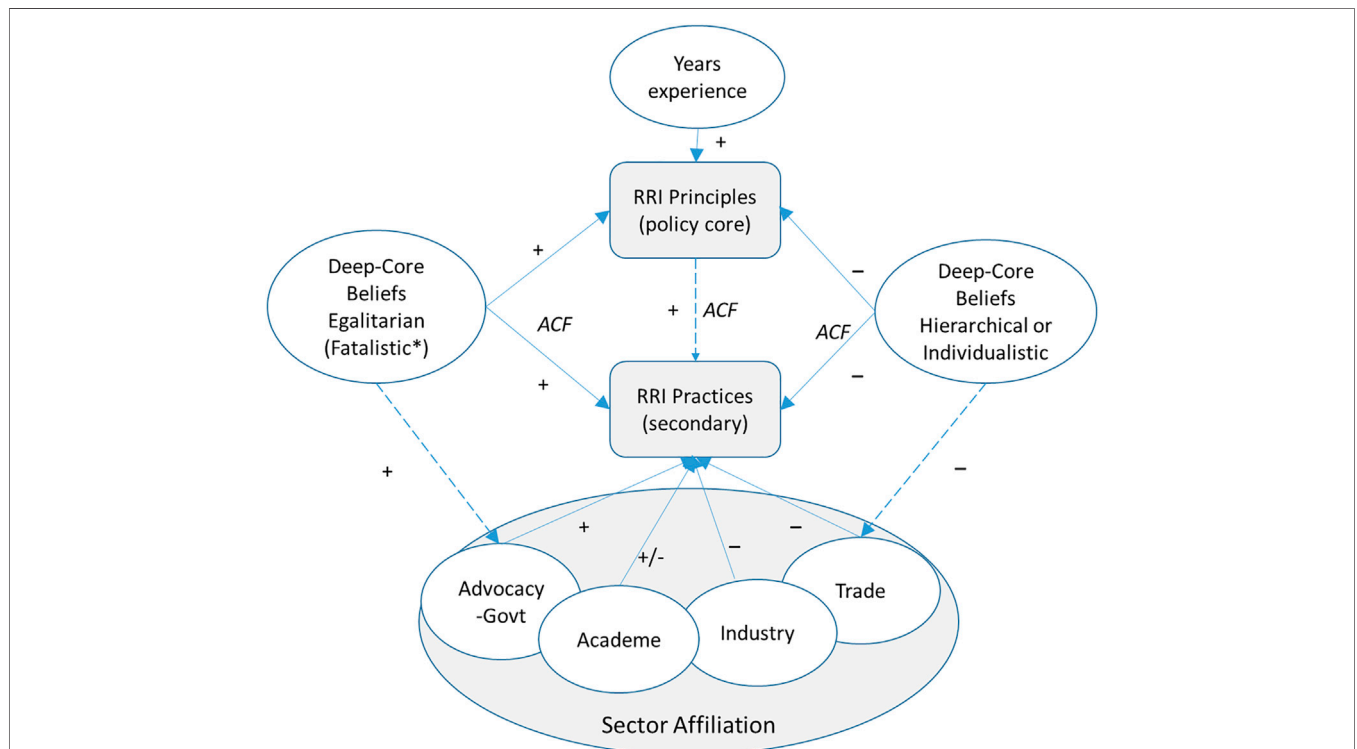 Years
experience
+
RRI Principles
(policy core)
+
–
Deep-Core
Beliefs
Egalitarian
(Fatalistic*)
Deep-Core
Beliefs
Hierarchical or
Individualistic
ACF
+
ACF
ACF
+
–
RRI Practices
(secondary)
+
–
+
+/-
–
–
Advocacy
-Govt
Academe
Industry
Trade
Sector Affiliation